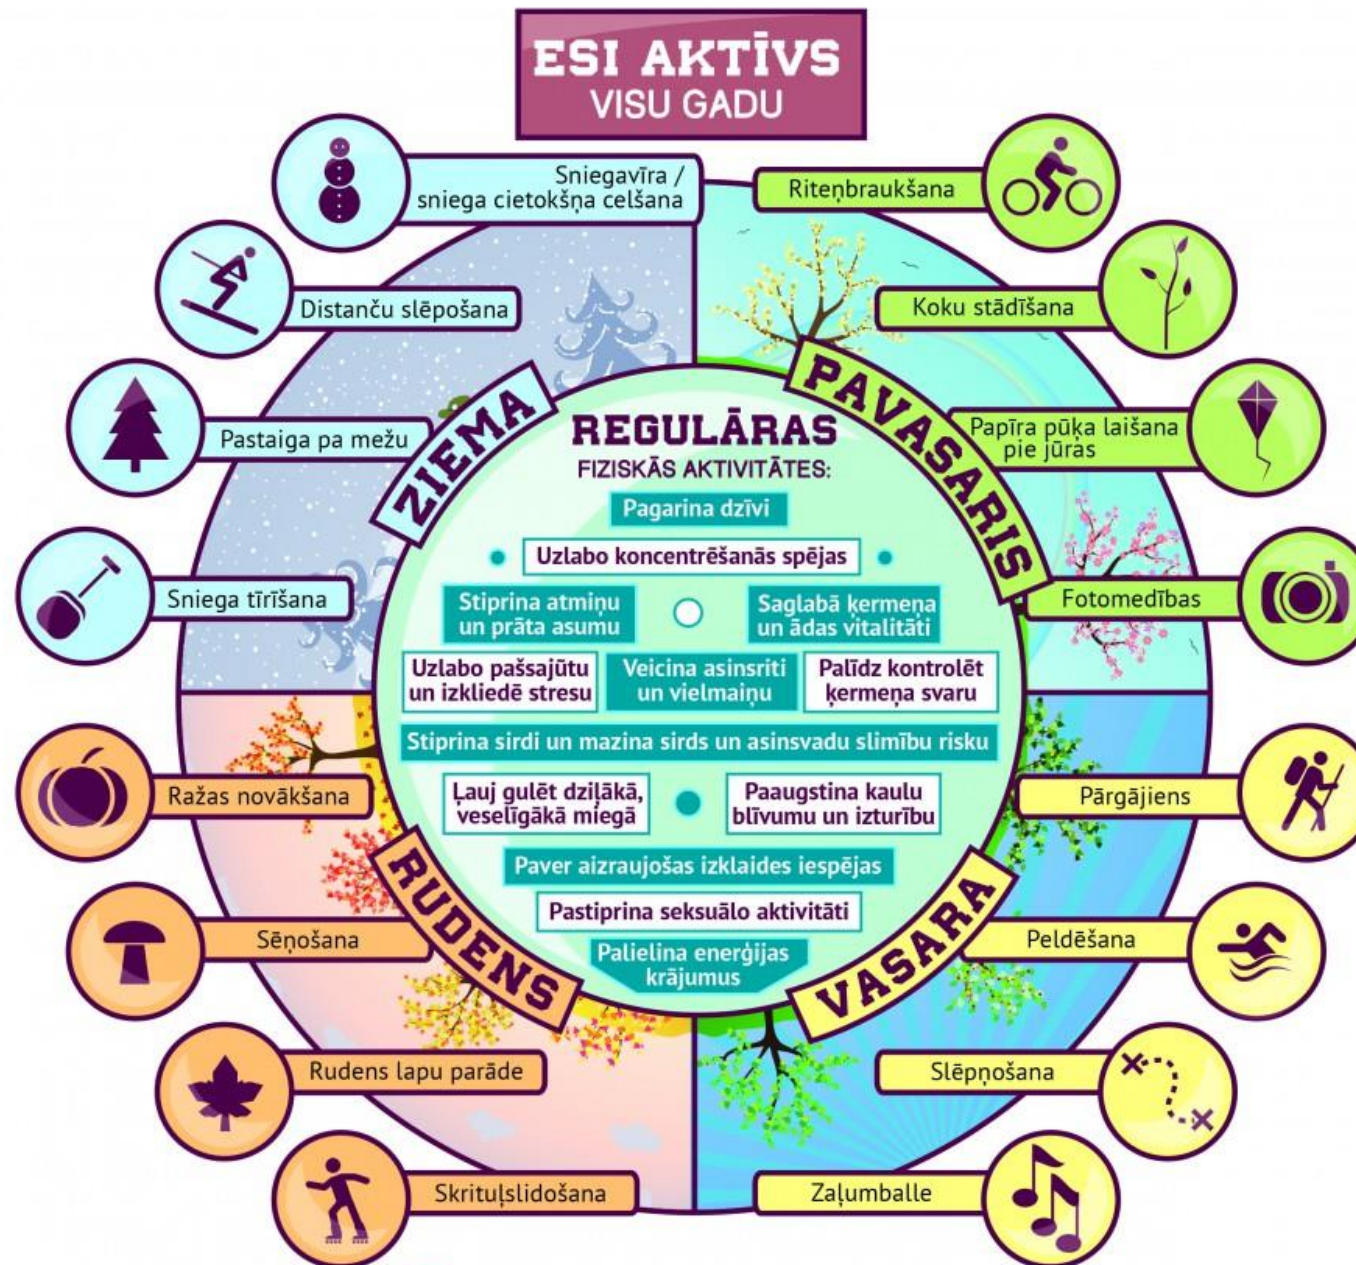 ESI AKTĪVS
VISU GADU
Sniegavīra /
sniega cietokšņa celšana
Distanču slēpošana
Pastaiga pa mežu
Sniega tīrīšana
ZIEMA
Riteņbraukšana
Koku stādīšana
Papīra pūķa laišana
pie jūras
Fotomedības
PAVASARIS
REGULĀRAS
FIZISKĀS AKTIVITĀTES:
Pagarina dzīvi
Uzlabo koncentrēšanās spējas
Stiprina atmiņu
un prāta asumu
Saglabā ķermeņa
un ādas vitalitāti
Uzlabo pašsajūtu
un izkliedē stresu
Veicina asinsriti
un vielmaiņu
Palīdz kontrolēt
ķermeņa svaru
Stiprina sirdi un mazina sirds un asinsvadu slimību risku
Ļauj gulēt dziļākā,
veselīgākā miegā
Paaugstina kaulu
blīvumu un izturību
Paver aizraujošas izklaides iespējas
Pastiprina seksuālo aktivitāti
Palielina enerģijas
krājumus
RUDENS
Ražas novākšana
Sēņošana
Rudens lapu parāde
Skrituļslidošana
VASARA
Pārgājiens
Peldēšana
Slēpņošana
Zaļumballe